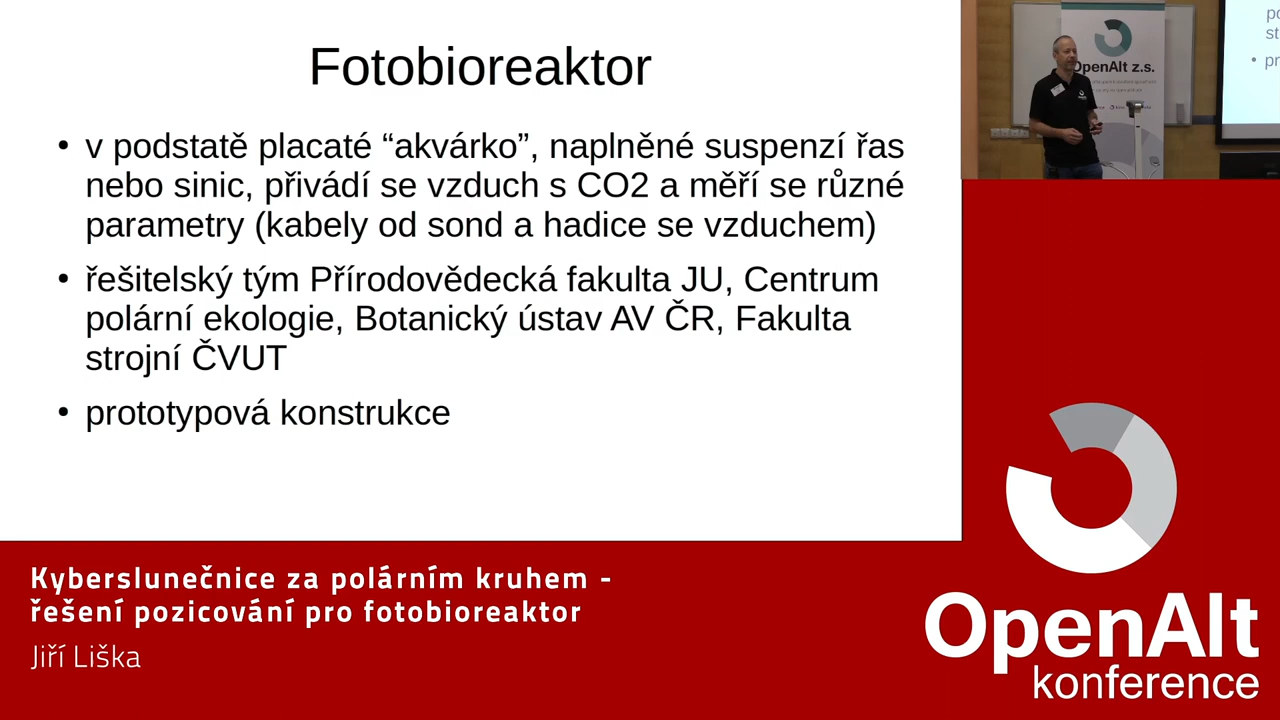 Fotobioreaktor
• v podstatě placaté “akvárko”, naplněné suspenzí řas
nebo sinic, přivádí se vzduch s CO2 a měří se různé
parametry (kabely od sond a hadice se vzduchem)
• řešitelský tým Přírodovědecká fakulta JU, Centrum
polární ekologie, Botanický ústav AV ČR, Fakulta
strojní ČVUT
• prototypová konstrukce
OpenAlt z.s.
st
• pr
Kyberslunečnice za polárním kruhem -
řešení pozicování pro fotobioreaktor
Jiří Liška
OpenAlt
konference